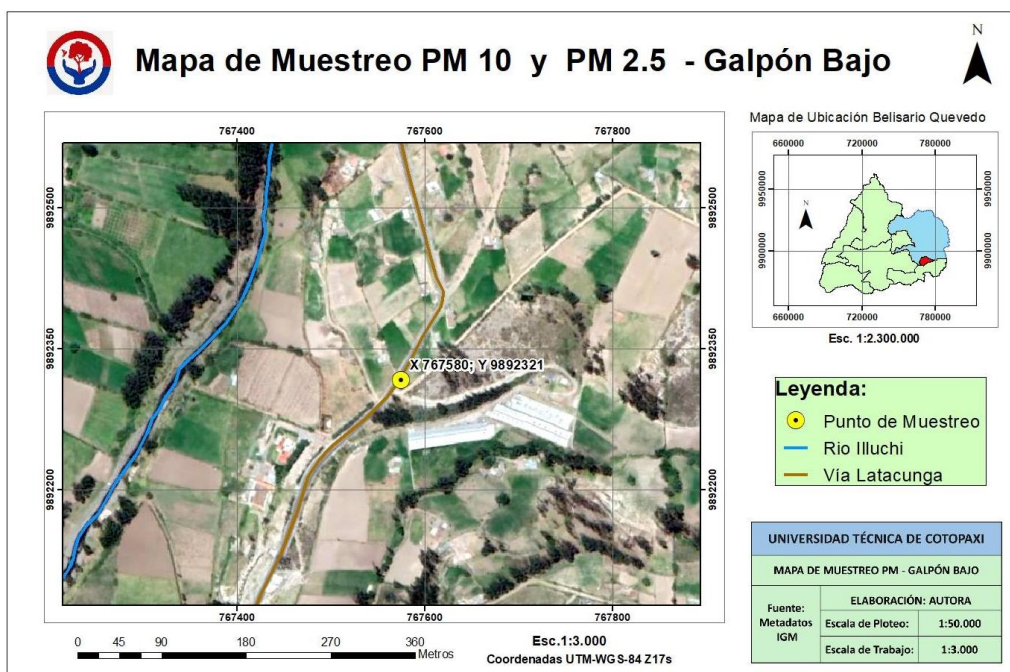 Mapa de Muestreo PM 10 y PM 2.5 - Galpón Bajo
N
767400 767600 767800
9892500 9892500
9892350 9892350
9892200 9892200
X 767580; Y 9892321
767400 767600 767800
0 45 90 180 270 360
Metros
Esc.1:3.000
Coordenadas UTM-WGS-84 Z17s
Mapa de Ubicación Belisario Quevedo
660000 720000 780000
9950000 9950000
N
9900000 9900000
660000 720000 780000
Esc. 1:2.300.000
Leyenda:
Punto de Muestreo
Rio Illuchi
Vía Latacunga
UNIVERSIDAD TÉCNICA DE COTOPAXI
MAPA DE MUESTREO PM - GALPÓN BAJO
Fuente:
Metadatos
IGM
ELABORACIÓN: AUTORA
Escala de Ploteo: 1:50.000
Escala de Trabajo: 1:3.000